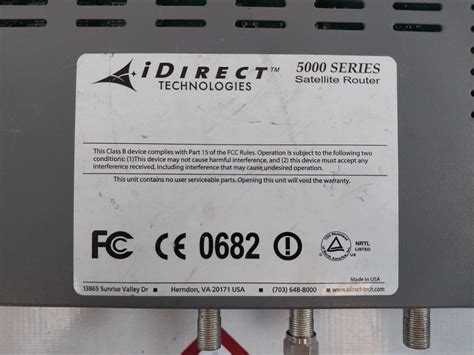 iDIRECT™ 5000 SERIES
TECHNOLOGIES Satellite Router
This Class B device complies with Part 15 of the FCC Rules. Operation is subject to the following two
conditions: (1)This device may not cause harmful interference, and (2) this device must accept any
interference received, including interference that may cause undesired operation.
This unit contains no user serviceable parts. Opening this unit will void the warranty.
FC CE 0682 NRTL
LISTED
US
Made in USA
13865 Sunrise Valley Dr Herndon, VA 20171 USA (703) 648-8000 www.idirect-tech.com